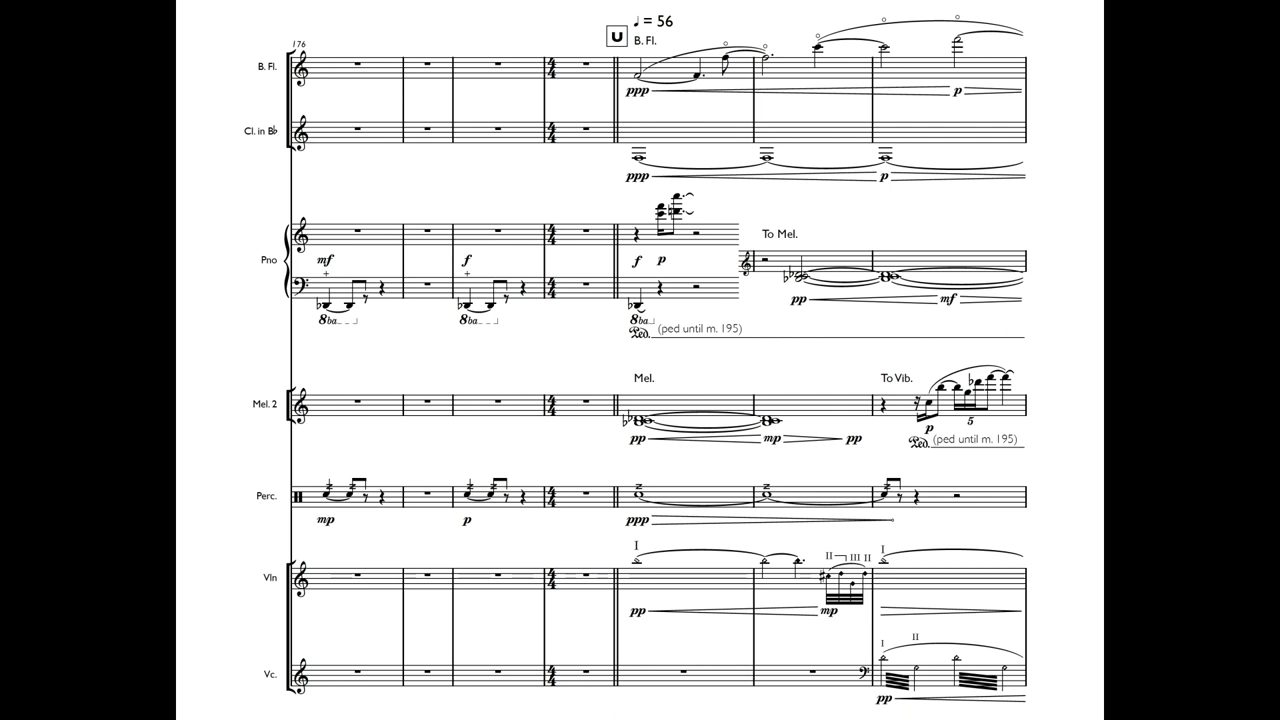 ♩ = 56
176
U
B. Fl.
B. Fl.
ppp p
Cl. in B♭
ppp p
To Mel.
Pno
mf f f p
+ +
pp mf
8ba 8ba 8ba
Ped. (ped until m. 195)
Mel. To Vib.
Mel. 2
p 5
pp mp pp
Ped. (ped until m. 195)
z z z z z z z
Perc.
mp p ppp
I II III II I
Vln
pp mp
I II
Vc.
pp